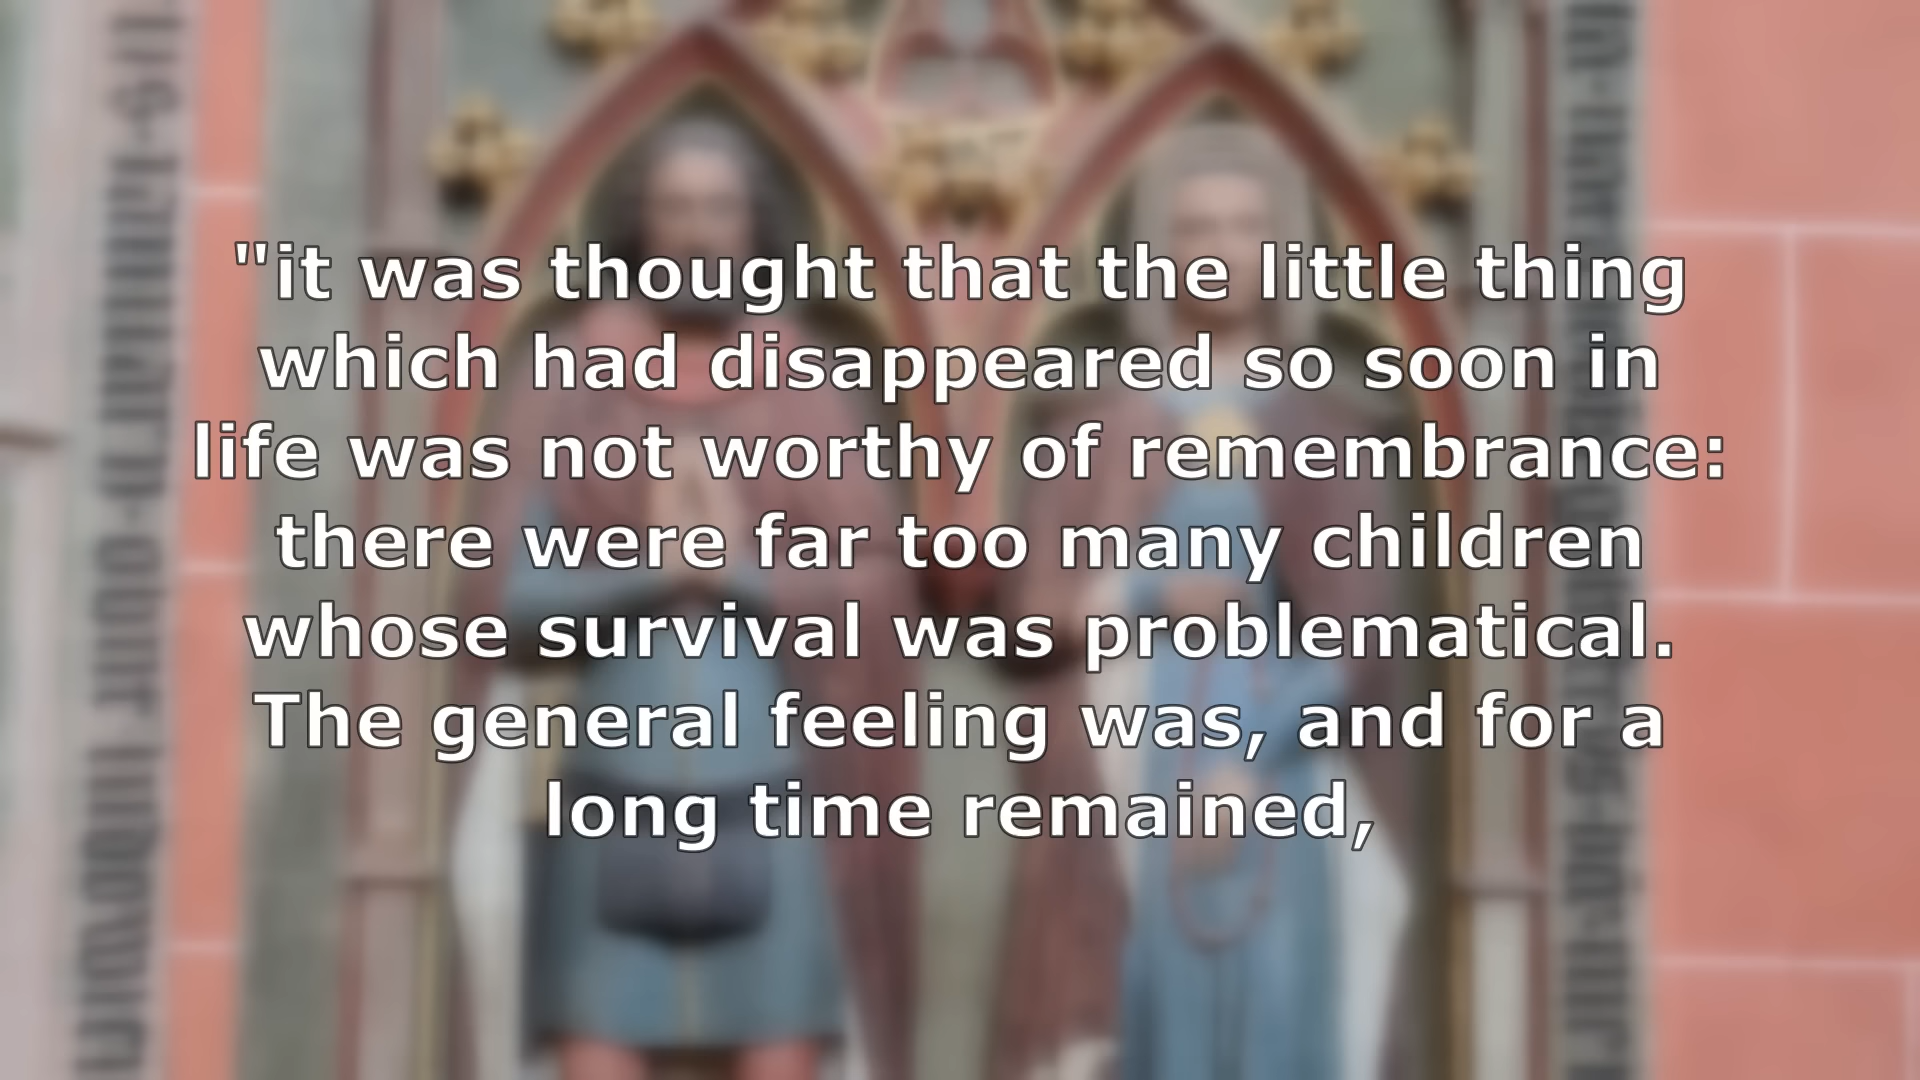 "it was thought that the little thing
which had disappeared so soon in
life was not worthy of remembrance:
there were far too many children
whose survival was problematical.
The general feeling was, and for a
long time remained,